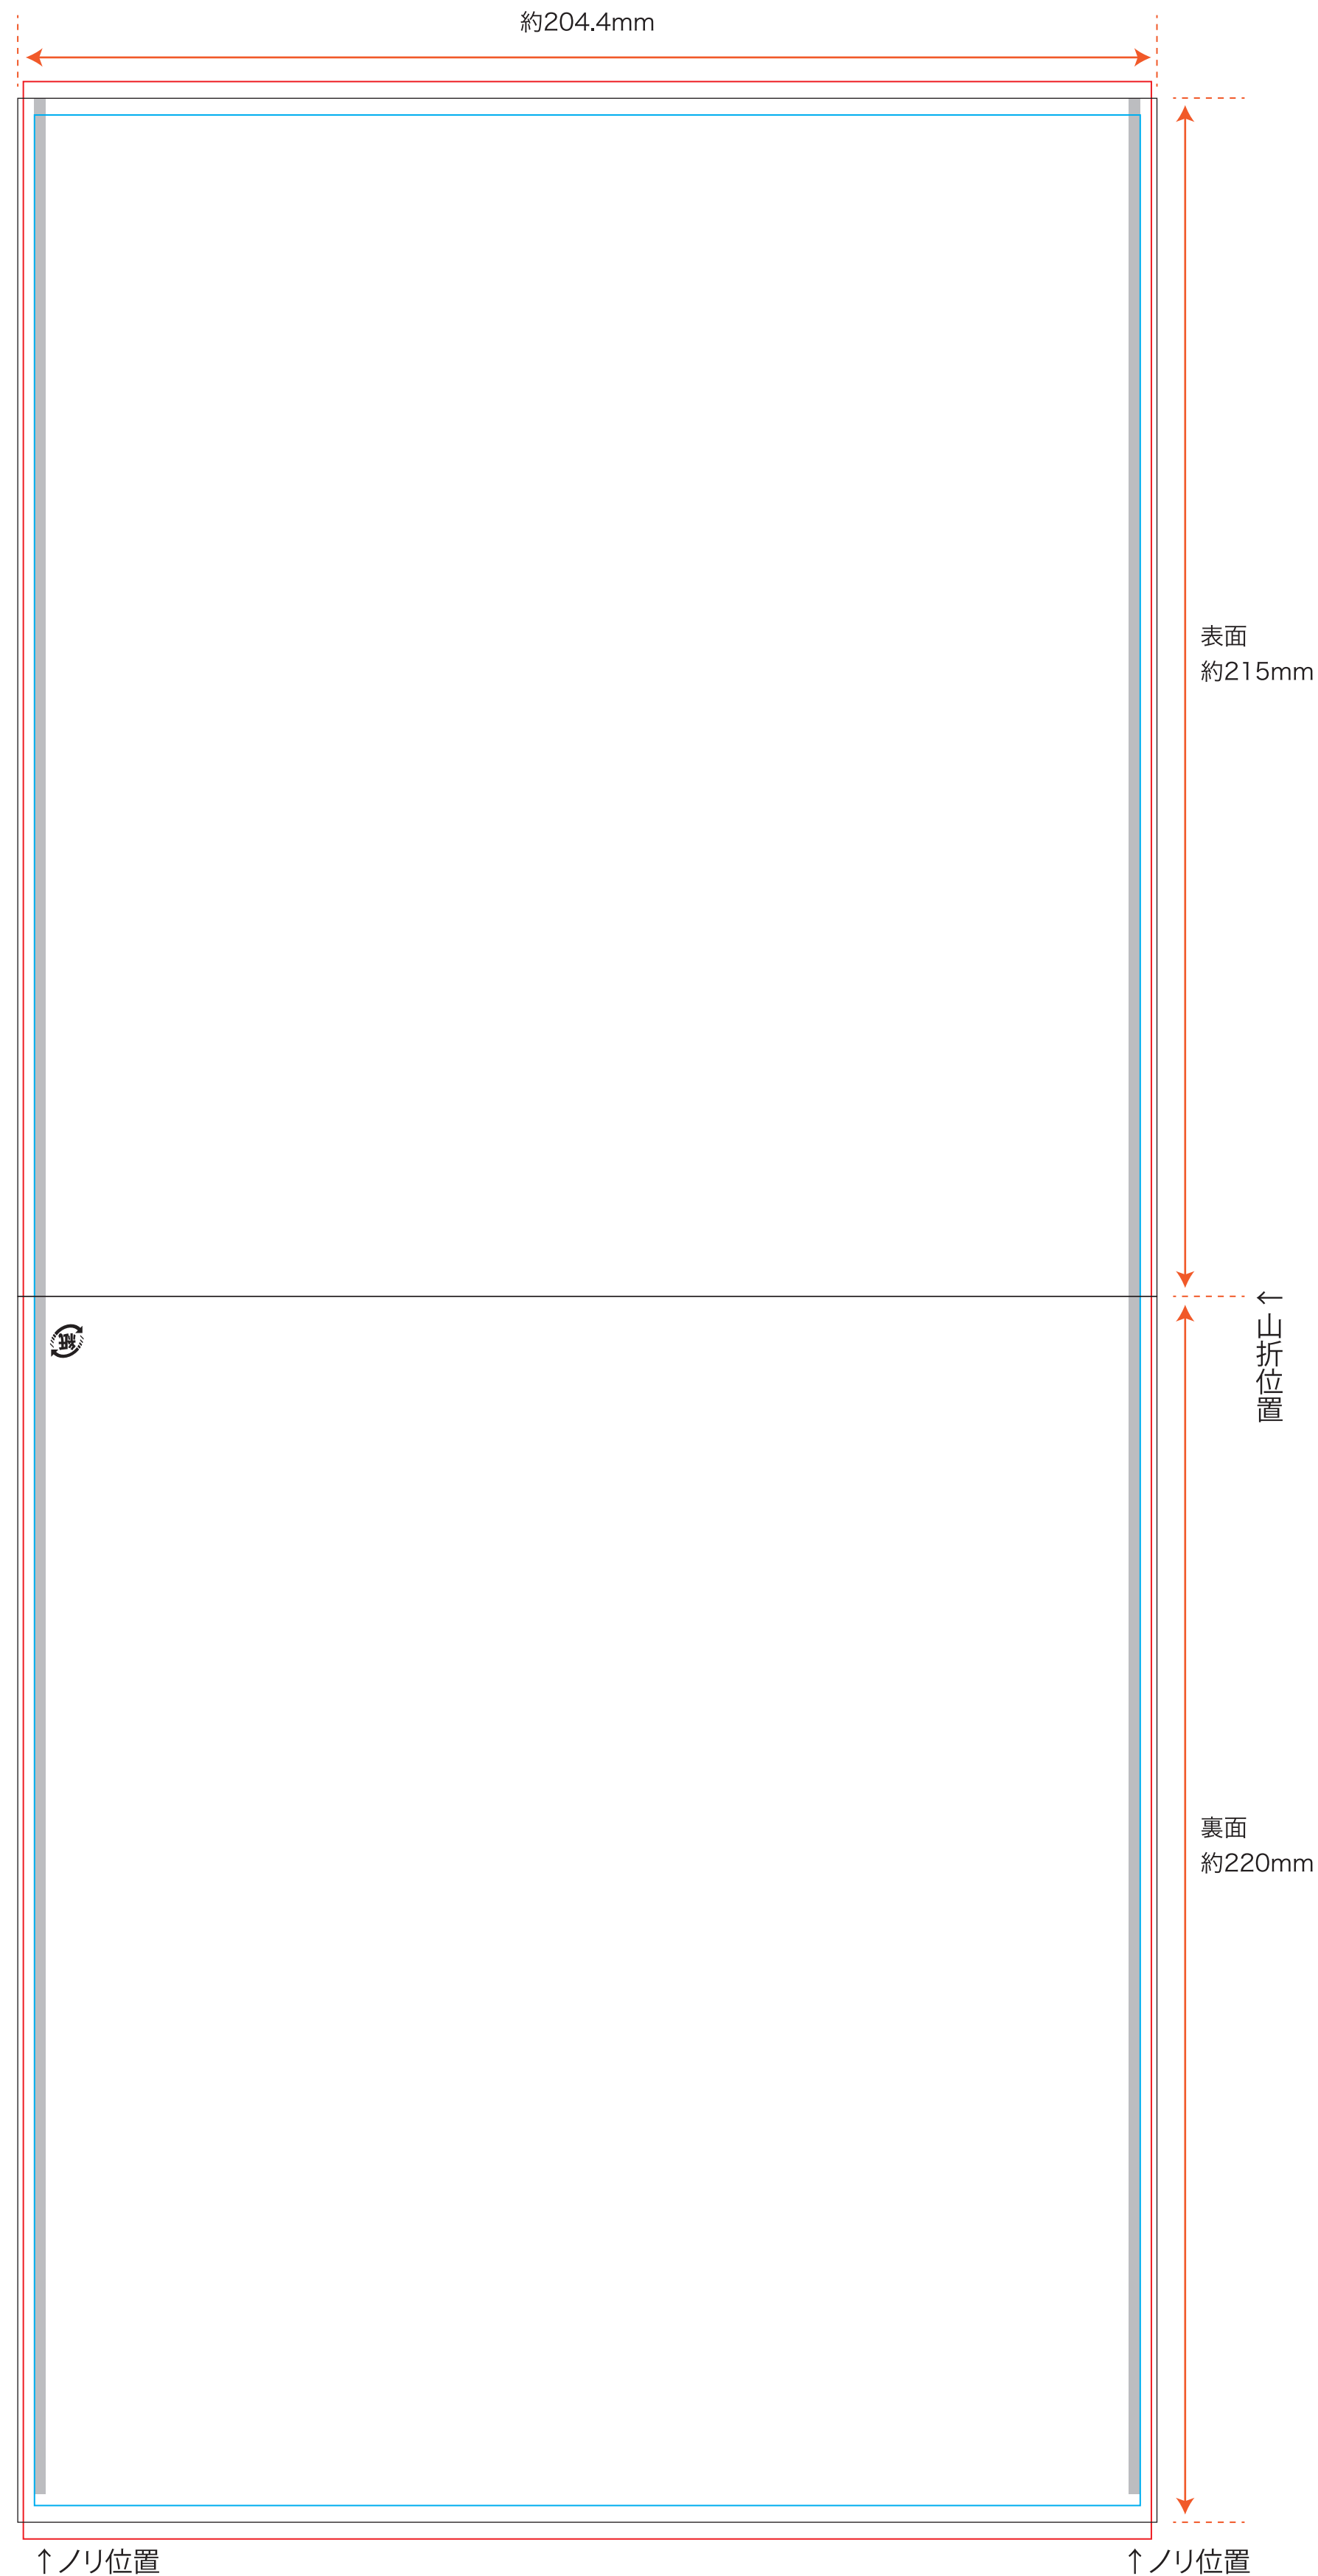 約204.4mm
表面
約215mm
←山折位置
紙
裏面
約220mm
↑ノリ位置
↑ノリ位置